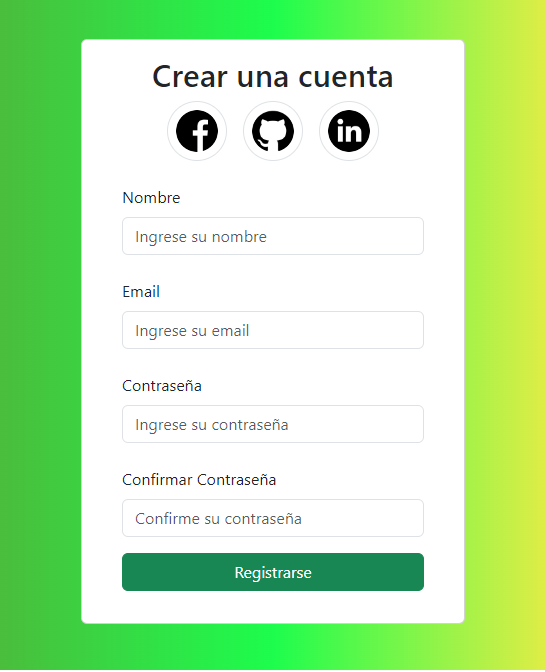 Crear una cuenta
f
in
Nombre
Ingrese su nombre
Email
Ingrese su email
Contraseña
Ingrese su contraseña
Confirmar Contraseña
Confirme su contraseña
Registrarse